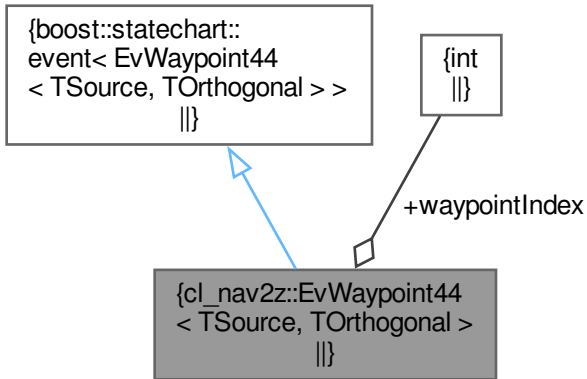 {boost::statechart::
event< EvWaypoint44
< TSource, TOrthogonal > >
||}
{int
||}
+waypointIndex
{cl_nav2z::EvWaypoint44
< TSource, TOrthogonal >
||}